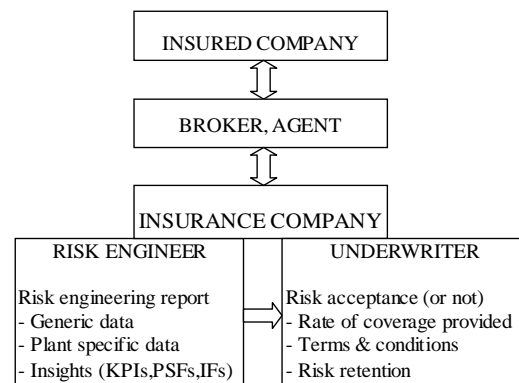 INSURED COMPANY
BROKER, AGENT
INSURANCE COMPANY
RISK ENGINEER
Risk engineering report
- Generic data
- Plant specific data
- Insights (KPIs,PSFs,IFs)
UNDERWRITER
Risk acceptance (or not)
- Rate of coverage provided
- Terms & conditions
- Risk retention